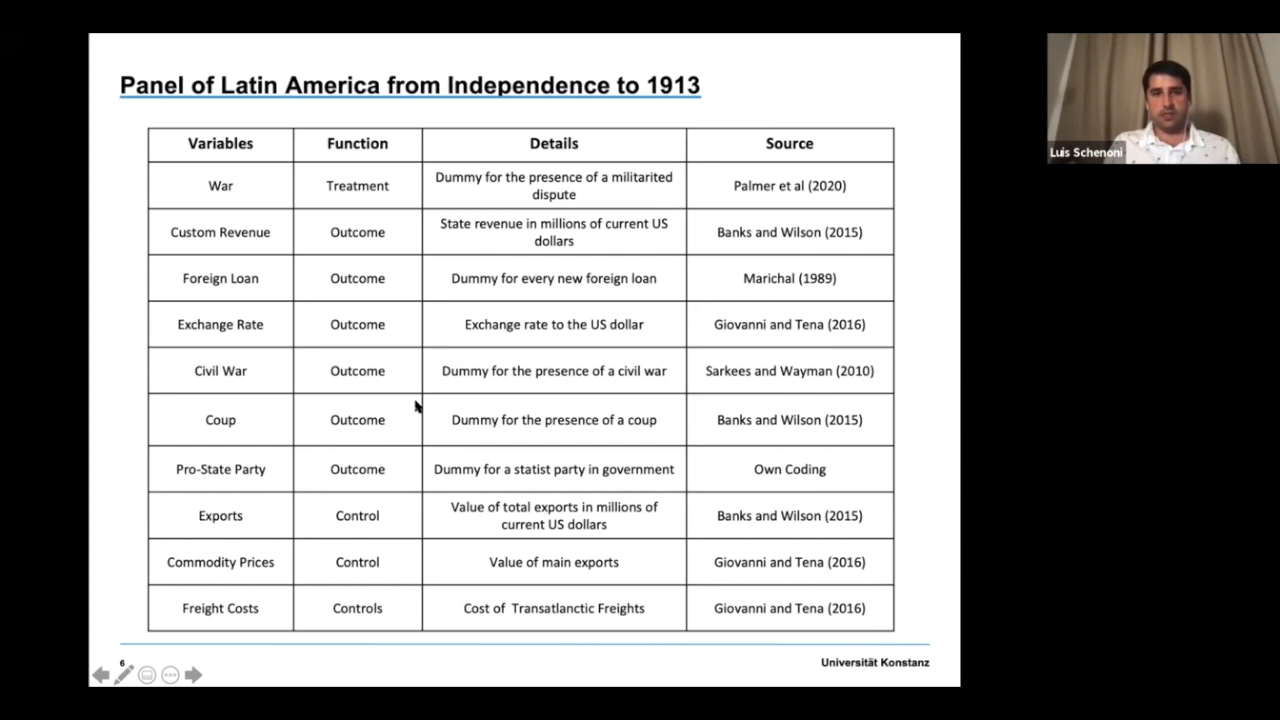 Panel of Latin America from Independence to 1913
Variables Function Details Source
War Treatment Dummy for the presence of a militarited
dispute Palmer et al (2020)
Custom Revenue Outcome State revenue in millions of current US
dollars Banks and Wilson (2015)
Foreign Loan Outcome Dummy for every new foreign loan Marichal (1989)
Exchange Rate Outcome Exchange rate to the US dollar Giovanni and Tena (2016)
Civil War Outcome Dummy for the presence of a civil war Sarkees and Wayman (2010)
Coup Outcome Dummy for the presence of a coup Banks and Wilson (2015)
Pro-State Party Outcome Dummy for a statist party in government Own Coding
Exports Control Value of total exports in millions of
current US dollars Banks and Wilson (2015)
Commodity Prices Control Value of main exports Giovanni and Tena (2016)
Freight Costs Controls Cost of Transatlanctic Freights Giovanni and Tena (2016)
6 Universität Konstanz
Luis Schenoni